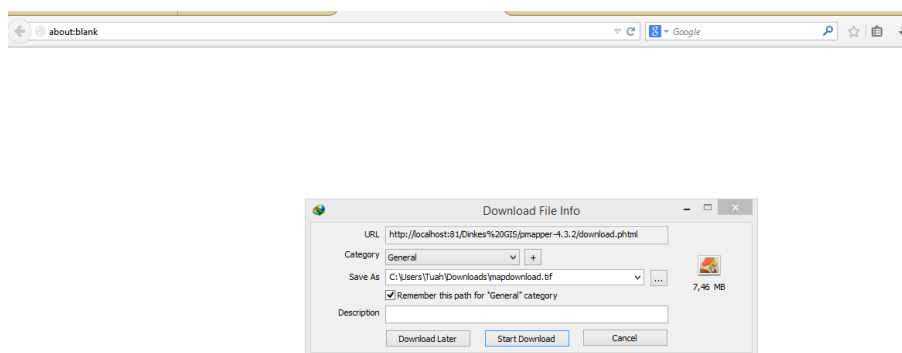 about:blank
Google
Download File Info
URL http://localhost:81/Dinkes%20GIS/pmapper-4.3.2/download.phtml
Category General +
Save As C:\Users\Tuah\Downloads\mapdownload.tif ...
7,46 MB
Remember this path for "General" category
Description
Download Later Start Download Cancel